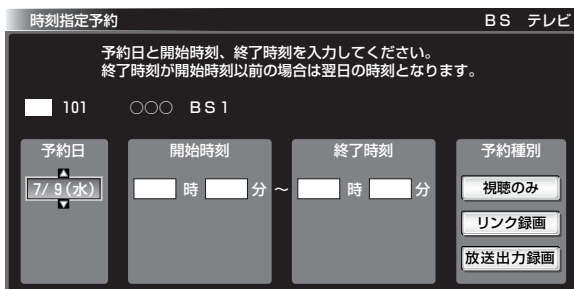 時刻指定予約 BS テレビ
予約日と開始時刻、終了時刻を入力してください。
終了時刻が開始時刻以前の場合は翌日の時刻となります。
101 ○○○ BS1
予約日 開始時刻 終了時刻 予約種別
7/ 9(水) 時 分 ~ 時 分 視聴のみ
リンク録画
放送出力録画